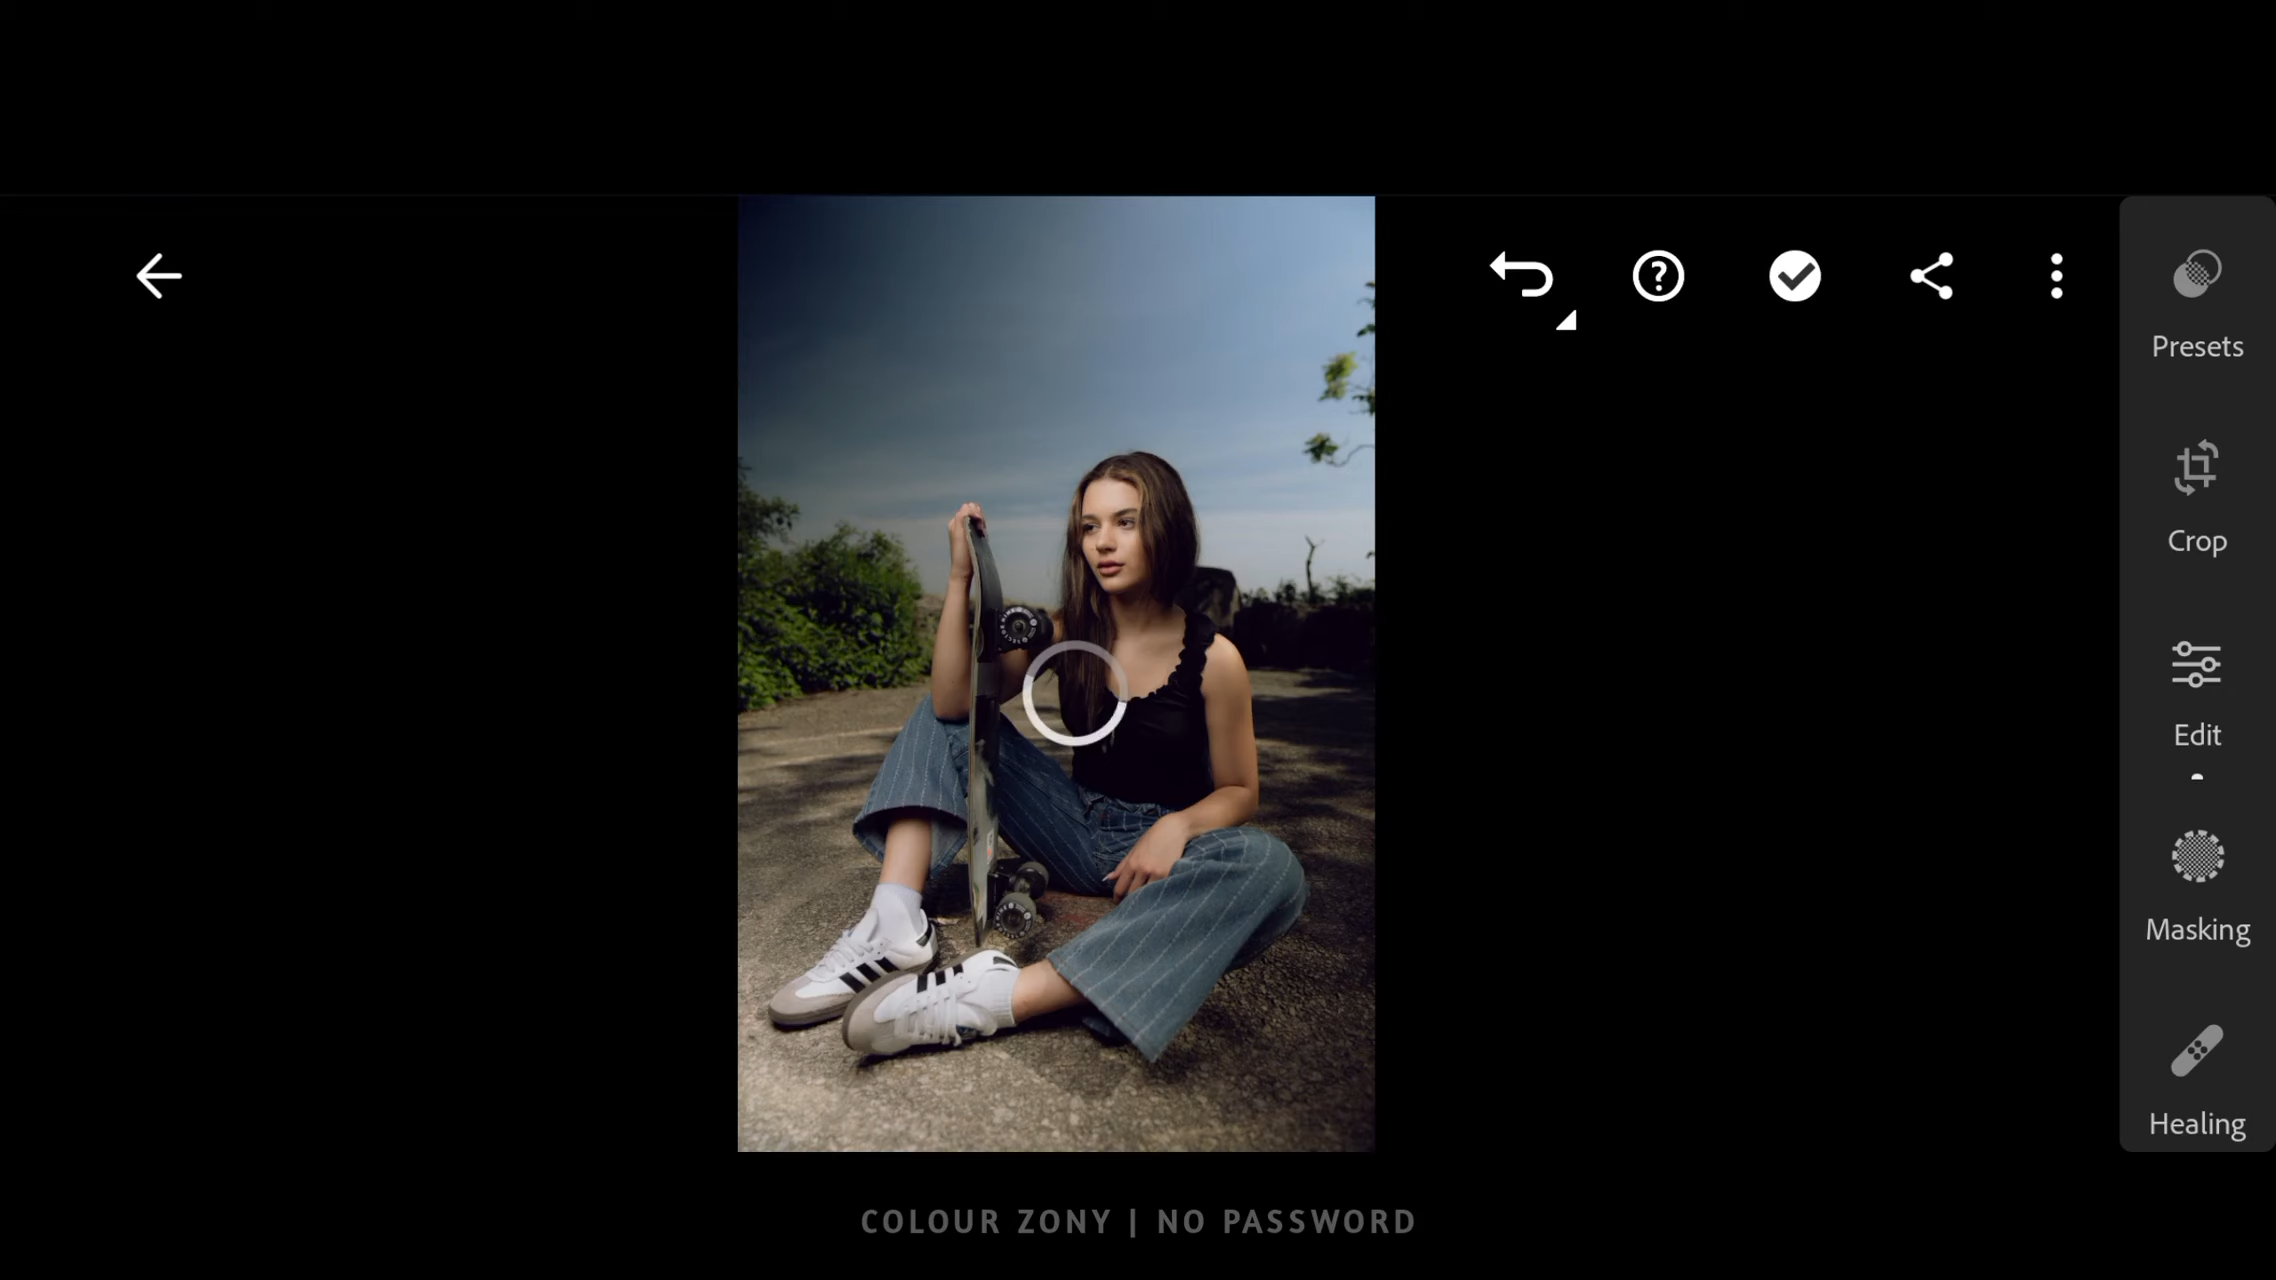 Presets
Crop
Edit
Masking
Healing
COLOUR ZONY | NO PASSWORD